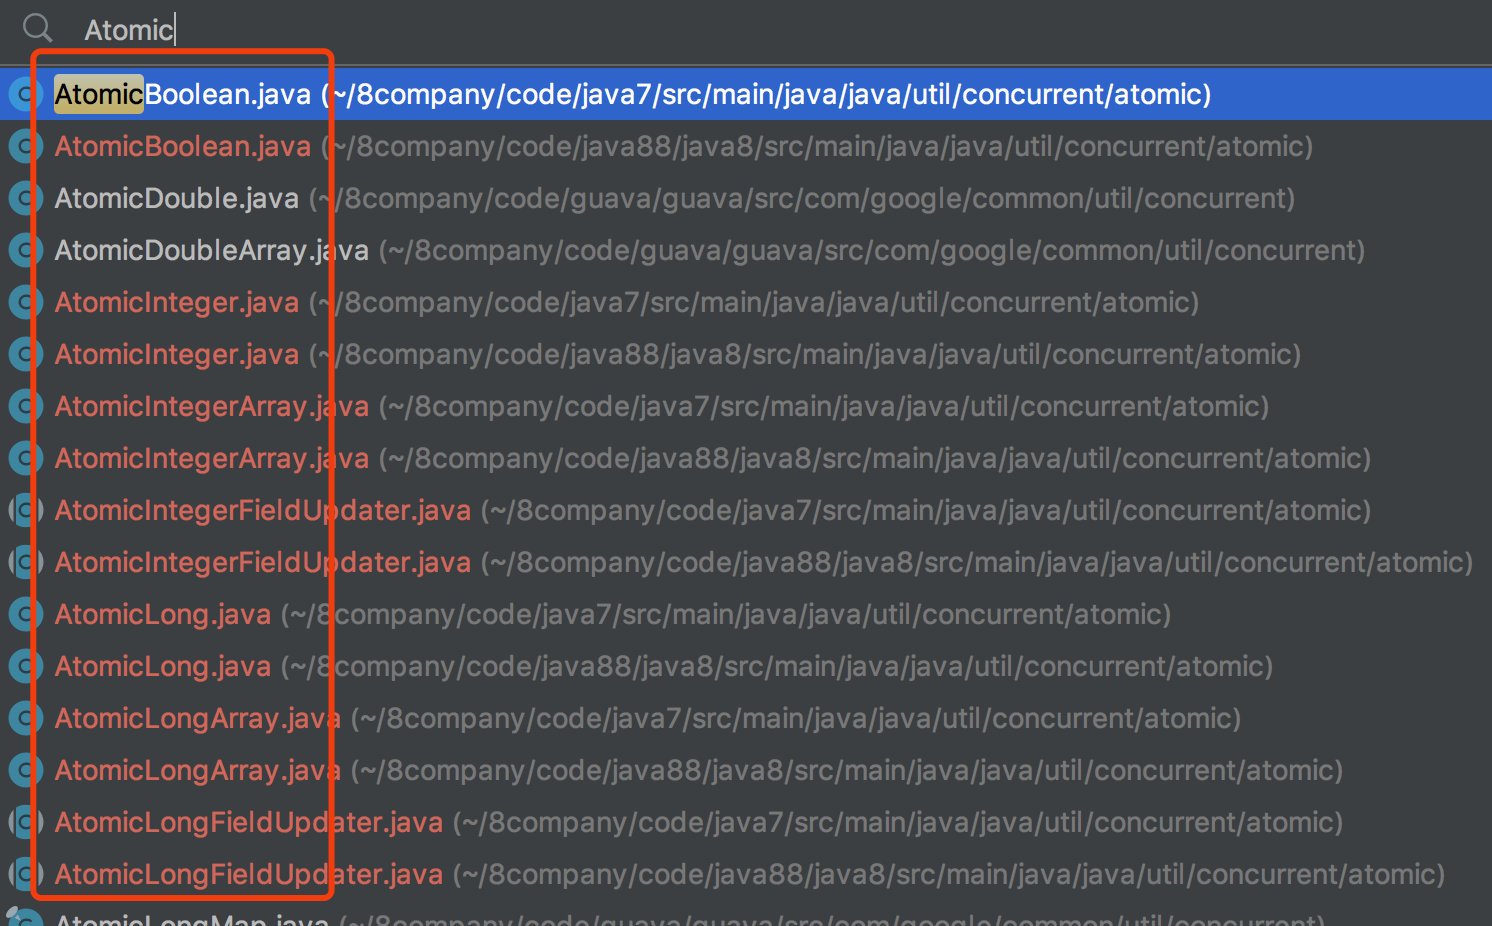 Atomic
AtomicBoolean.java (~/8company/code/java7/src/main/java/java/util/concurrent/atomic)
AtomicBoolean.java (~/8company/code/java88/java8/src/main/java/java/util/concurrent/atomic)
AtomicDouble.java (~/8company/code/guava/guava/src/com/google/common/util/concurrent)
AtomicDoubleArray.java (~/8company/code/guava/guava/src/com/google/common/util/concurrent)
AtomicInteger.java (~/8company/code/java7/src/main/java/java/util/concurrent/atomic)
AtomicInteger.java (~/8company/code/java88/java8/src/main/java/java/util/concurrent/atomic)
AtomicIntegerArray.java (~/8company/code/java7/src/main/java/java/util/concurrent/atomic)
AtomicIntegerArray.java (~/8company/code/java88/java8/src/main/java/java/util/concurrent/atomic)
AtomicIntegerFieldUpdater.java (~/8company/code/java7/src/main/java/java/util/concurrent/atomic)
AtomicIntegerFieldUpdater.java (~/8company/code/java88/java8/src/main/java/java/util/concurrent/atomic)
AtomicLong.java (~/8company/code/java7/src/main/java/java/util/concurrent/atomic)
AtomicLong.java (~/8company/code/java88/java8/src/main/java/java/util/concurrent/atomic)
AtomicLongArray.java (~/8company/code/java7/src/main/java/java/util/concurrent/atomic)
AtomicLongArray.java (~/8company/code/java88/java8/src/main/java/java/util/concurrent/atomic)
AtomicLongFieldUpdater.java (~/8company/code/java7/src/main/java/java/util/concurrent/atomic)
AtomicLongFieldUpdater.java (~/8company/code/java88/java8/src/main/java/java/util/concurrent/atomic)
AtomicLongMap.java (~/8company/code/guava/guava/src/com/google/common/util/concurrent)